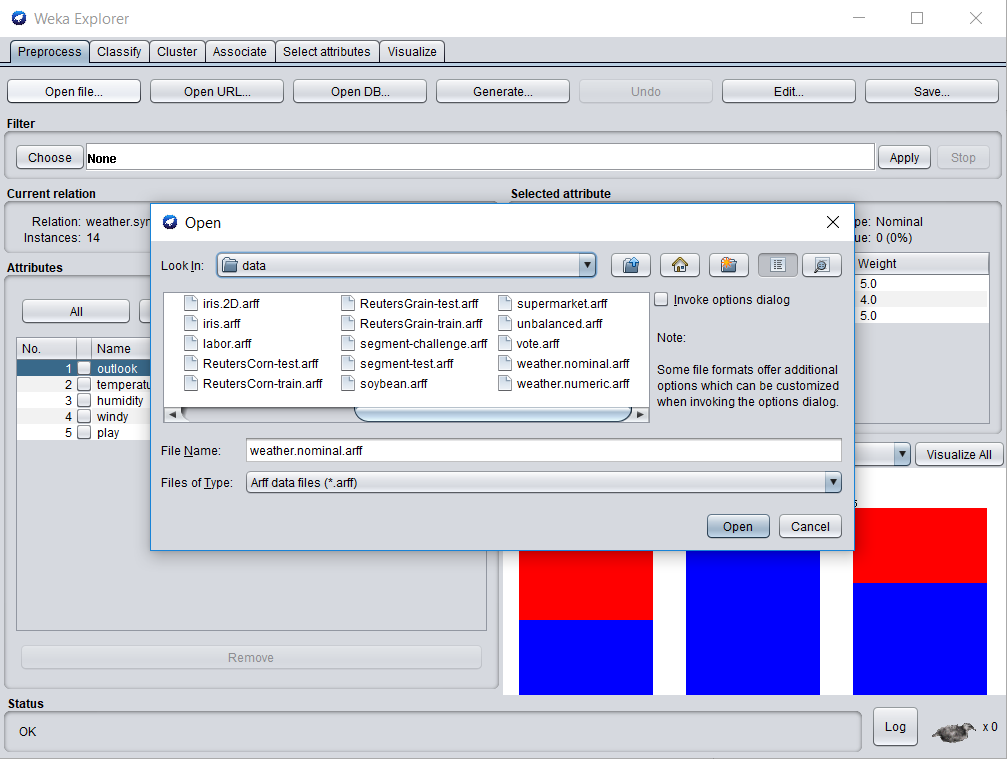 Weka Explorer
Preprocess Classify Cluster Associate Select attributes Visualize
Open file... Open URL... Open DB... Generate... Undo Edit... Save...
Filter
Choose None Apply Stop
Current relation
Relation: weather.syn
Instances: 14
Selected attribute
pe: Nominal
ue: 0 (0%)
Attributes
All
No. Name
1 outlook
2 temperatu
3 humidity
4 windy
5 play
Remove
Weight
5.0
4.0
5.0
Visualize All
Open
Look In: data
iris.2D.arff
iris.arff
labor.arff
ReutersCorn-test.arff
ReutersCorn-train.arff
ReutersGrain-test.arff
ReutersGrain-train.arff
segment-challenge.arff
segment-test.arff
soybean.arff
supermarket.arff
unbalanced.arff
vote.arff
weather.nominal.arff
weather.numeric.arff
Invoke options dialog
Note:
Some file formats offer additional
options which can be customized
when invoking the options dialog.
File Name: weather.nominal.arff
Files of Type: Arff data files (*.arff)
Open Cancel
Status
OK
Log x 0